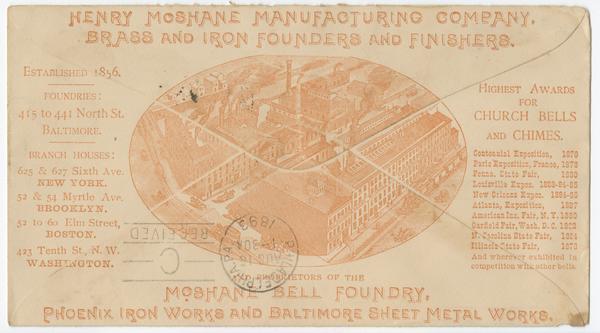 HENRY McSHANE MANUFACTURING COMPANY,
BRASS AND IRON FOUNDERS AND FINISHERS.
ESTABLISHED 1856.
FOUNDRIES:
415 to 441 North St.
BALTIMORE.
BRANCH HOUSES:
625 & 627 Sixth Ave.
NEW YORK.
52 & 54 Myrtle Ave.
BROOKLYN.
52 to 60 Elm Street,
BOSTON.
423 Tenth St., N. W.
WASHINGTON.
HIGHEST AWARDS
FOR
CHURCH BELLS
AND CHIMES.
Centennial Exposition, 1876
Paris Exposition, France, 1878
Penna. State Fair, 1880
Louisville Expos. 1883-84-85
New Orleans Expos. 1884-85
Atlanta, Exposition, 1887
American Ins. Fair, N. Y.
Garfield Fair, Wash. D. C.
N. Carolina State Fair, 1884
Illinois State Fair,
And wherever exhibited in
competition with other bells.
RECEIVED
C
PHILADELPHIA PA
AUG
1893
PROPRIETORS OF THE
McSHANE BELL FOUNDRY,
PHOENIX IRON WORKS AND BALTIMORE SHEET METAL WORKS.